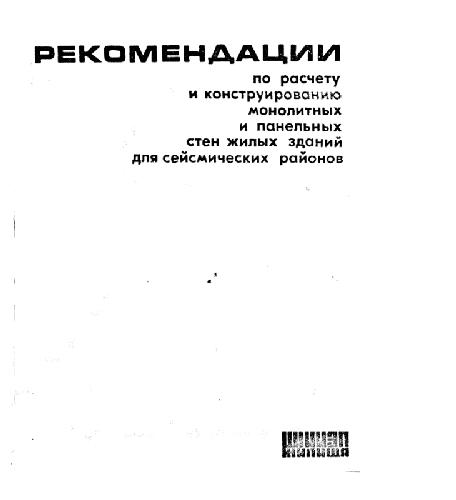 РЕКОМЕНДАЦИИ
по расчету
и конструированию
монолитных
и панельных
стен жилых зданий
для сейсмических районов